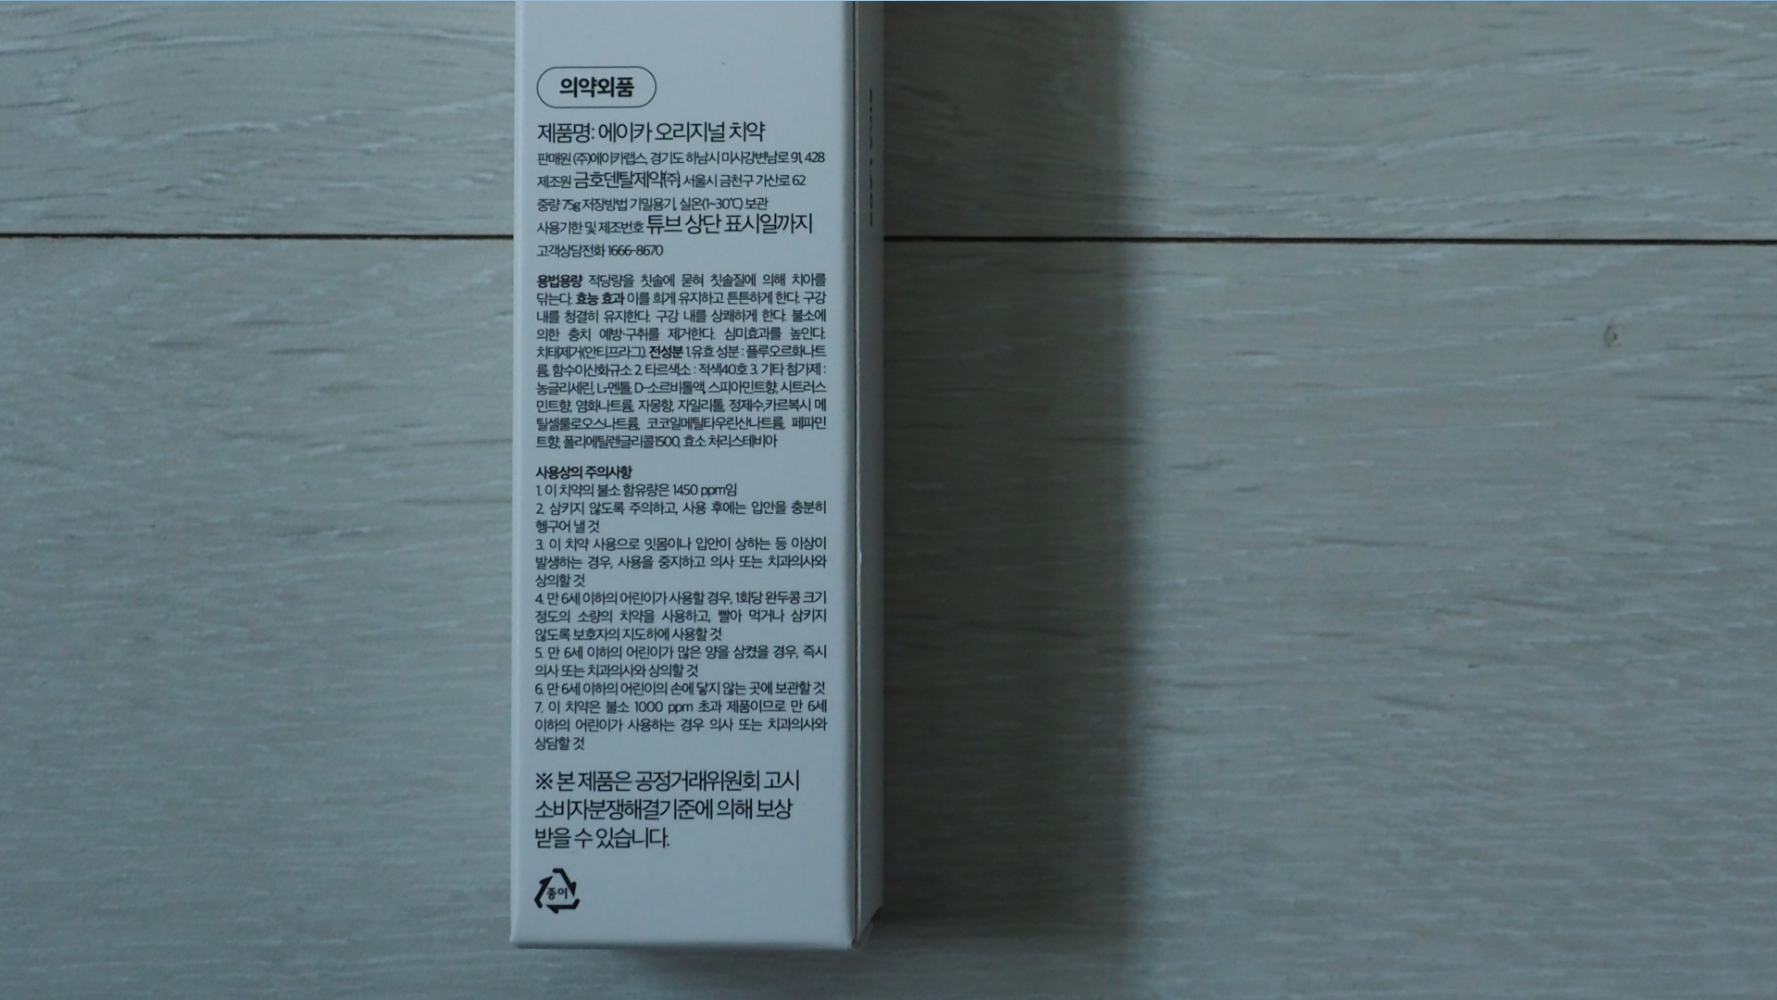 의약외품
제품명: 에이카 오리지널 치약
판매원 (주)에이카랩스, 경기도 하남시 미사강변남로 91, 428
제조원 금호덴탈제약(주) 서울시 금천구 가산로 62
중량 75g 저장방법 기밀용기, 실온(1~30℃) 보관
사용기한 및 제조번호 튜브 상단 표시일까지
고객상담전화 1666-8670
용법용량 적당량을 칫솔에 묻혀 칫솔질에 의해 치아를
닦는다. 효능 효과 이를 희게 유지하고 튼튼하게 한다. 구강
내를 청결히 유지한다. 구강 내를 상쾌하게 한다. 불소에
의한 충치 예방·구취를 제거한다. 심미효과를 높인다.
치태제거(안티프라그). 전성분 1.유효 성분 : 플루오르화나트
륨, 함수이산화규소 2. 타르색소 : 적색40호 3. 기타 첨가제 :
농글리세린, L-멘톨, D-소르비톨액, 스피아민트향, 시트러스
민트향, 염화나트륨, 자몽향, 자일리톨, 정제수,카르복시 메
틸셀룰로오스나트륨, 코코일메틸타우린산나트륨, 페파민
트향, 폴리에틸렌글리콜1500, 효소 처리스테비아
사용상의 주의사항
1. 이 치약의 불소 함유량은 1450 ppm임
2. 삼키지 않도록 주의하고, 사용 후에는 입안을 충분히
헹구어 낼 것
3. 이 치약 사용으로 잇몸이나 입안이 상하는 등 이상이
발생하는 경우, 사용을 중지하고 의사 또는 치과의사와
상의할 것
4. 만 6세 이하의 어린이가 사용할 경우, 1회당 완두콩 크기
정도의 소량의 치약을 사용하고, 빨아 먹거나 삼키지
않도록 보호자의 지도하에 사용할 것
5. 만 6세 이하의 어린이가 많은 양을 삼켰을 경우, 즉시
의사 또는 치과의사와 상의할 것
6. 만 6세 이하의 어린이의 손에 닿지 않는 곳에 보관할 것
7. 이 치약은 불소 1000 ppm 초과 제품이므로 만 6세
이하의 어린이가 사용하는 경우 의사 또는 치과의사와
상담할 것
※ 본 제품은 공정거래위원회 고시
소비자분쟁해결기준에 의해 보상
받을 수 있습니다.
종이